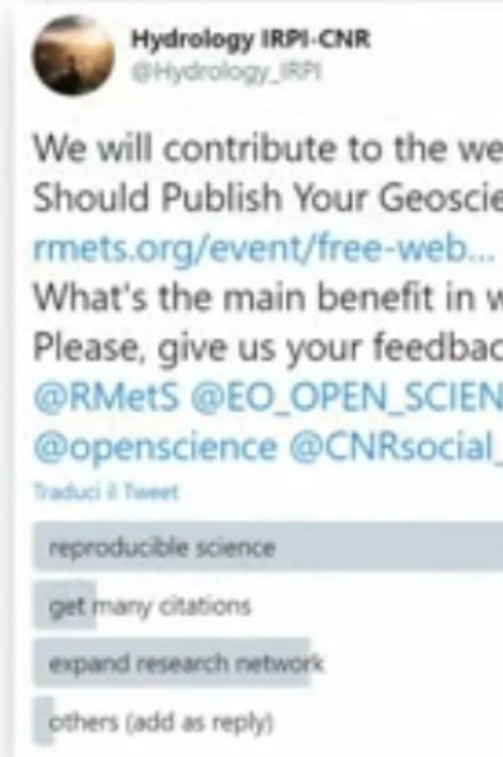 Hydrology IRPI-CNR
@Hydrology_IRPI
We will contribute to the we
Should Publish Your Geoscie
rmets.org/event/free-web...
What's the main benefit in w
Please, give us your feedbac
@RMetS @EO_OPEN_SCIEN
@openscience @CNRsocial_
Traduci il Tweet
reproducible science
get many citations
expand research network
others (add as reply)